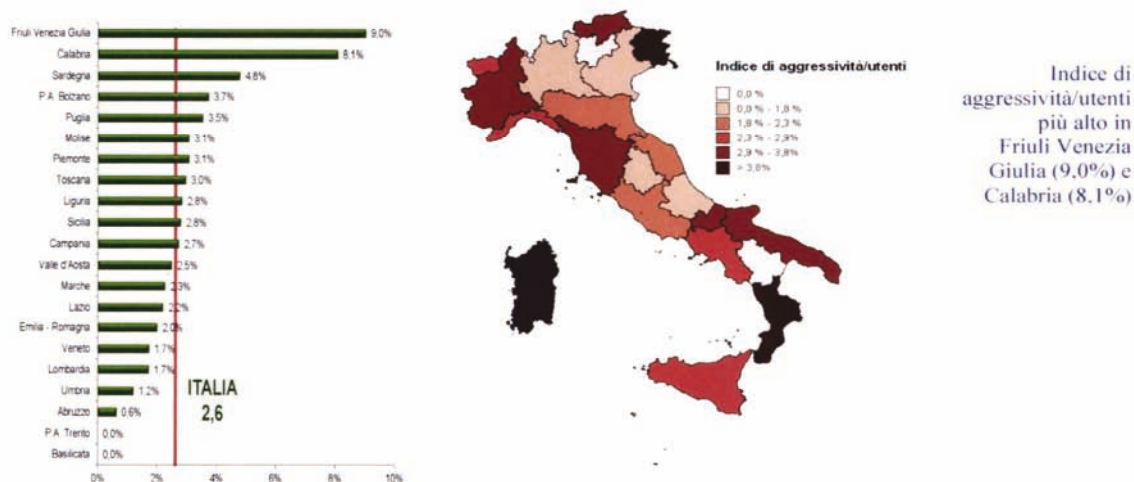 Friuli Venezia Giulia 9,0%
Calabria 8,1%
Sardegna 4,8%
P.A. Bolzano 3,7%
Puglia 3,5%
Molise 3,1%
Piemonte 3,1%
Toscana 3,0%
Liguria 2,8%
Sicilia 2,8%
Campania 2,7%
Valle d'Aosta 2,5%
Marche 2,3%
Lazio 2,2%
Emilia - Romagna 2,0%
Veneto 1,7%
Lombardia 1,7%
Umbria 1,2%
Abruzzo 0,6%
P.A. Trento 0,0%
Basilicata 0,0%
0% 2% 4% 6% 8% 10%
ITALIA
2,6
Indice di aggressività/utenti
0,0 %
0,0 % - 1,8 %
1,8 % - 2,3 %
2,3 % - 2,9%
2,9 % - 3,8%
> 3,8%
Indice di
aggressività/utenti
più alto in
Friuli Venezia
Giulia (9.0%) e
Calabria (8.1%)